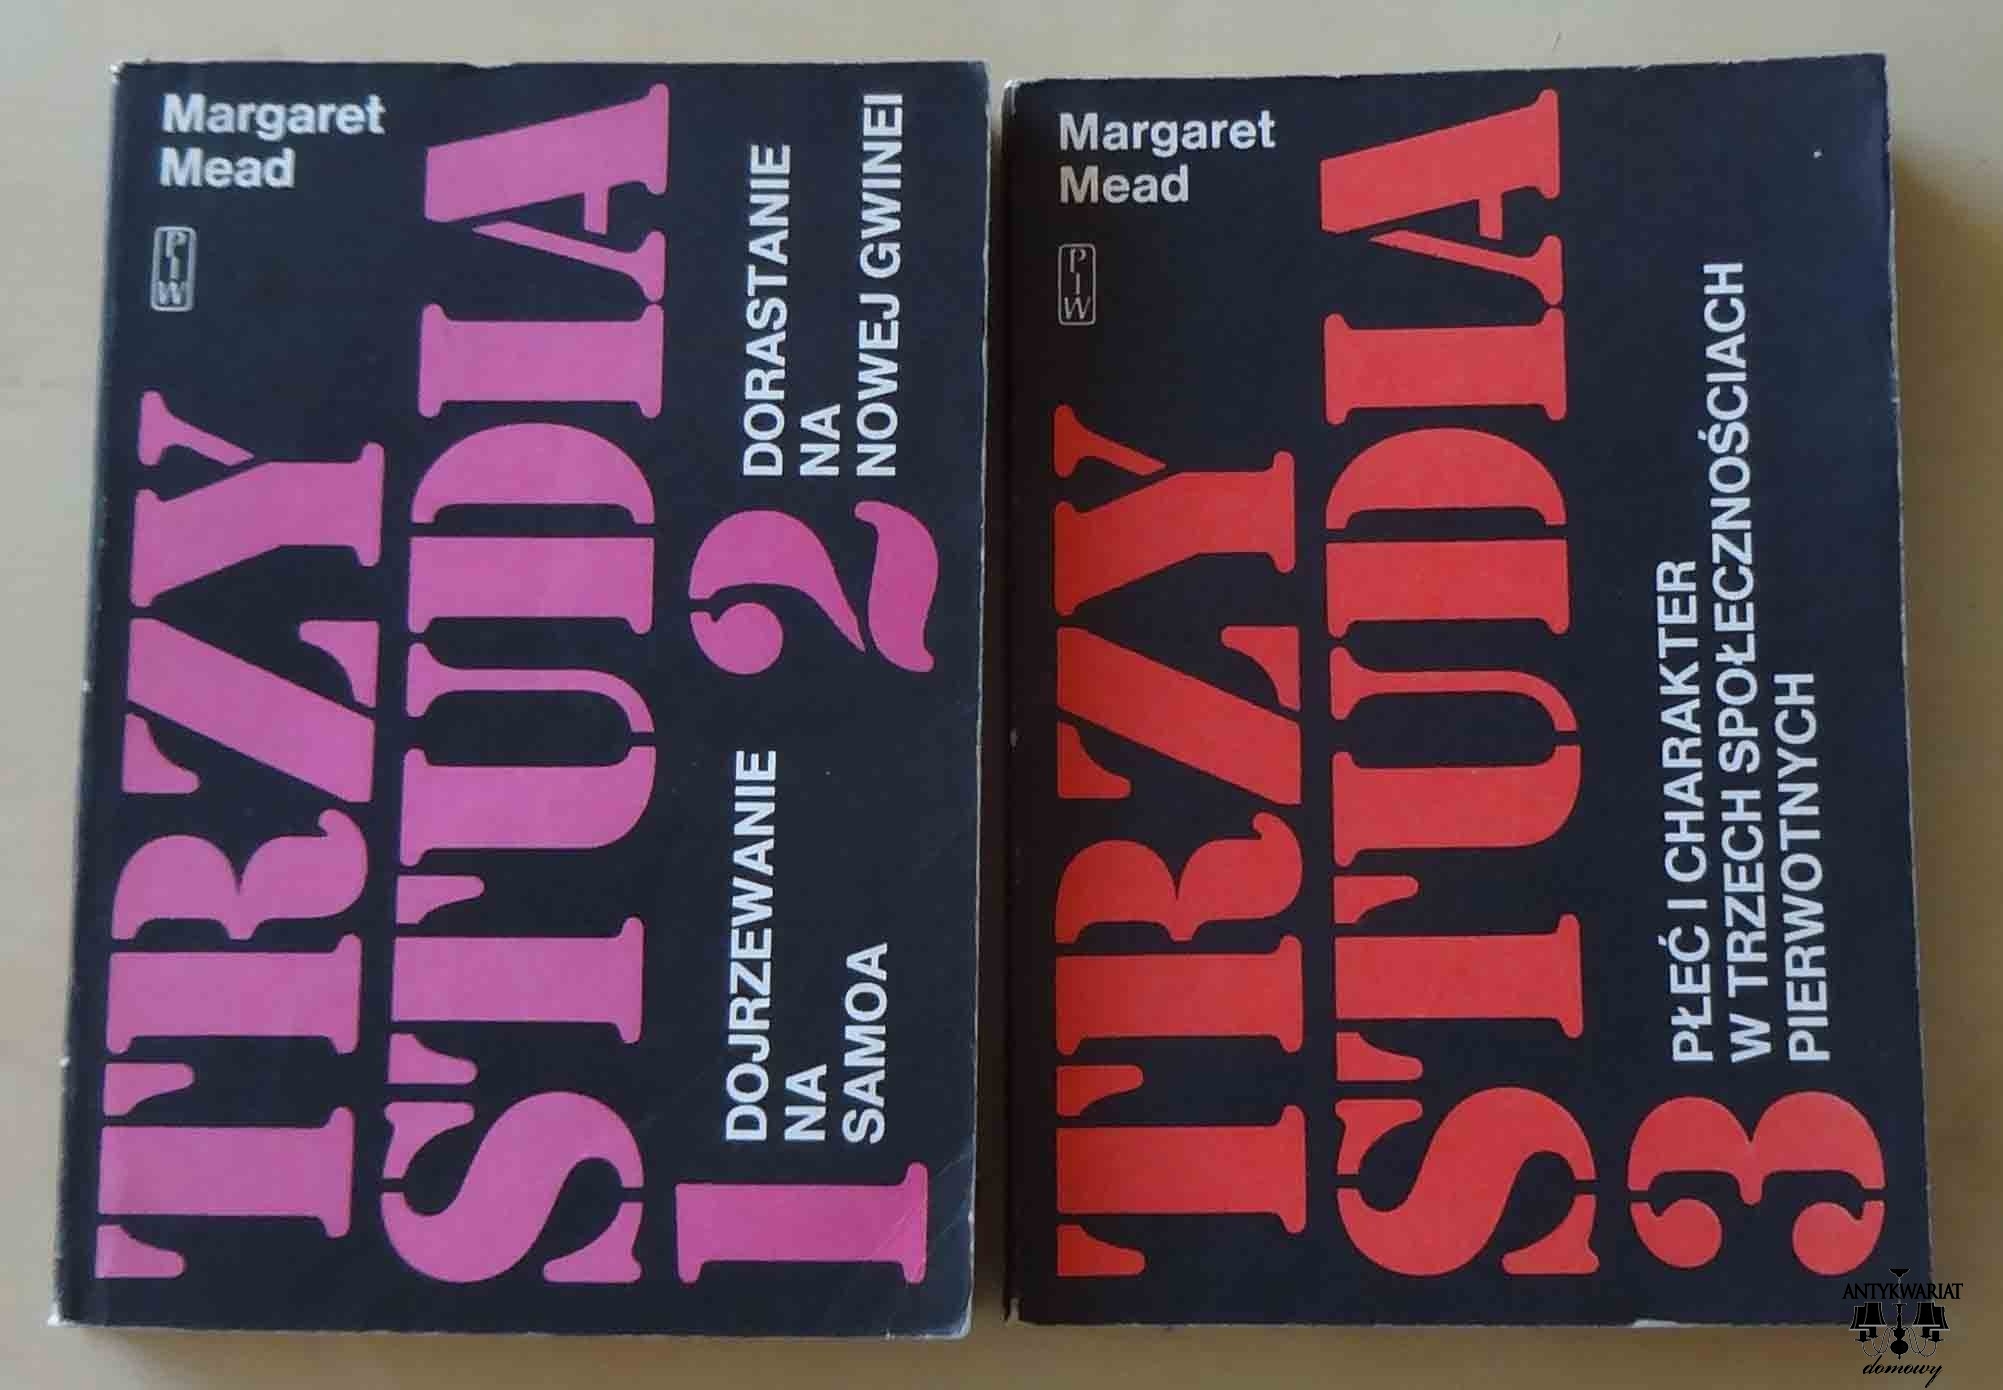 Margaret
Mead
PIW
TRZY
STUDIA
1 DOJRZEWANIE
NA
SAMOA
2 DORASTANIE
NA
NOWEJ GWINEI
Margaret
Mead
PIW
TRZY
STUDIA
3 PŁEĆ I CHARAKTER
W TRZECH SPOŁECZNOŚCIACH
PIERWOTNYCH
ANTYKWARIAT
domowy